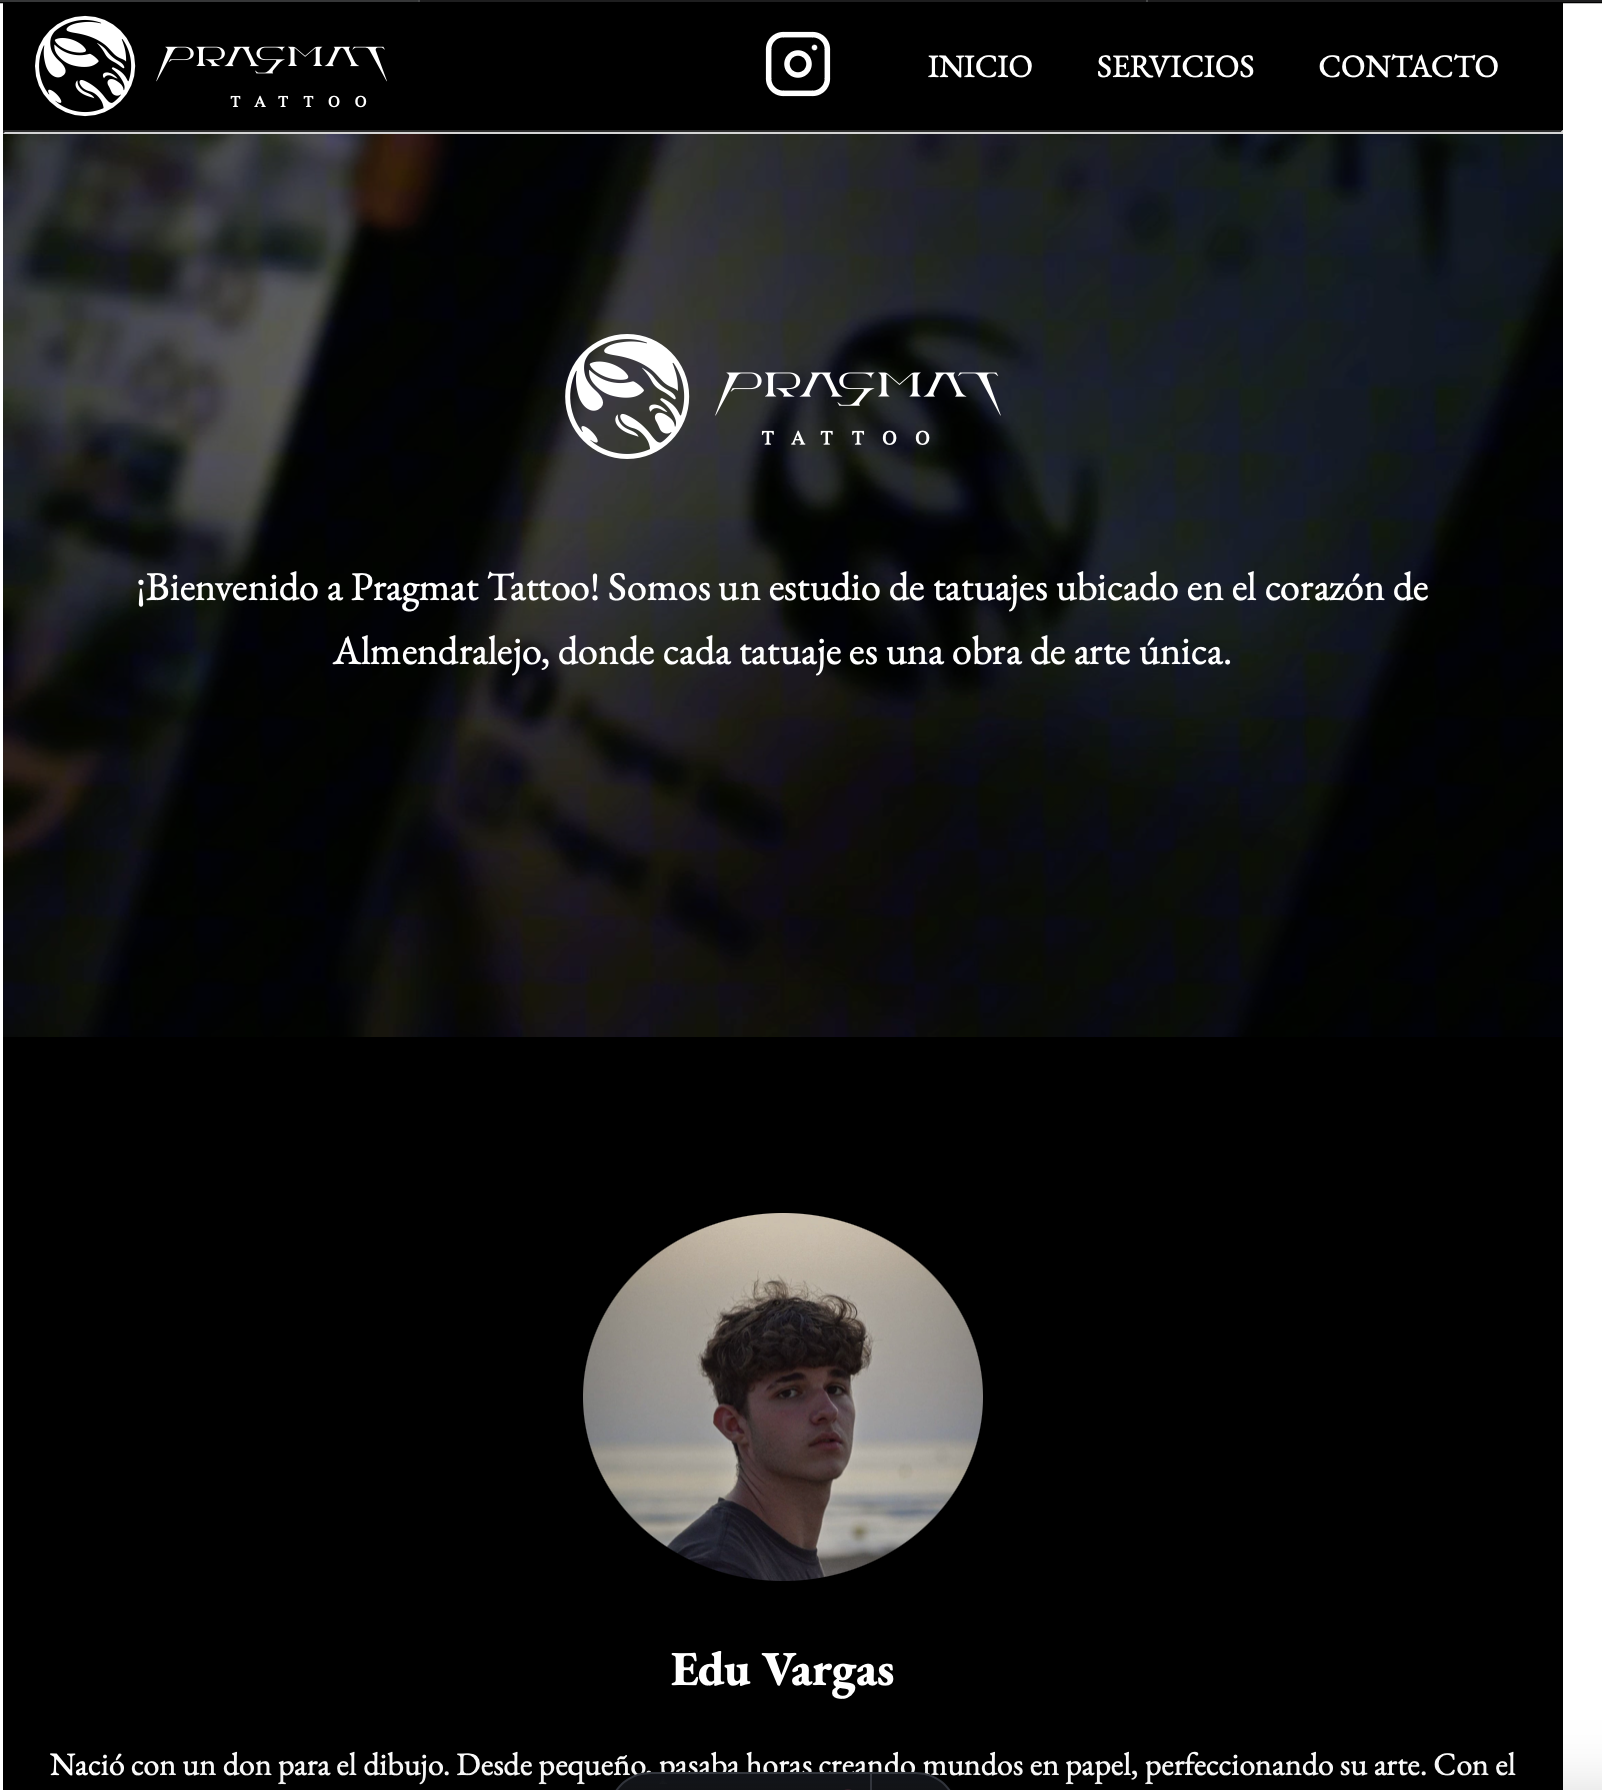 PRAGMAT
TATTOO
INICIO
SERVICIOS
CONTACTO
PRAGMAT
TATTOO
¡Bienvenido a Pragmat Tattoo! Somos un estudio de tatuajes ubicado en el corazón de
Almendralejo, donde cada tatuaje es una obra de arte única.
Edu Vargas
Nació con un don para el dibujo. Desde pequeño, pasaba horas creando mundos en papel, perfeccionando su arte. Con el